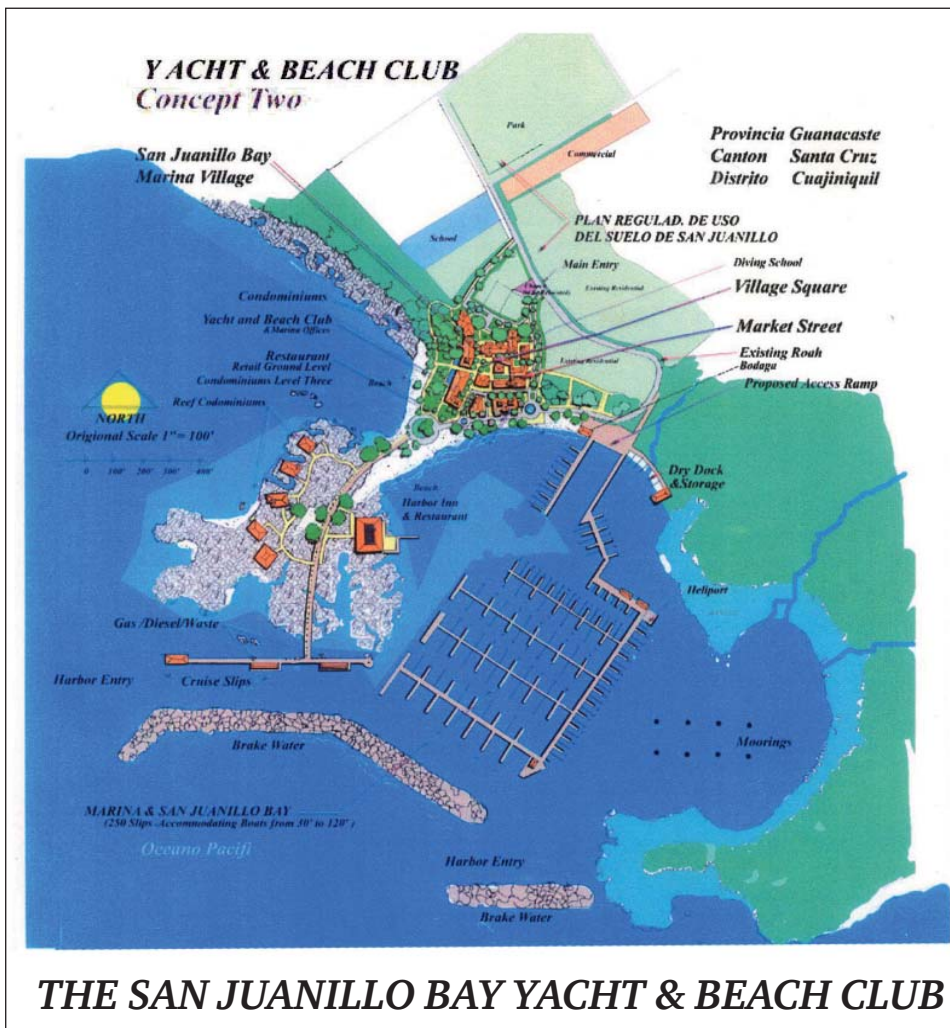 Y ACHT & BEACH CLUB
Concept Two
San Juanillo Bay
Marina Village
Park
Commercial
Provincia Guanacaste
Canton Santa Cruz
Distrito Cuajiniquil
School
PLAN REGULAD. DE USO
DEL SUELO DE SAN JUANILLO
Main Entry
Diving School
Existing Residential
Village Square
Condominiums
Yacht and Beach Club
& Marina Offices
Market Street
Restaurant
Retail Ground Level
Condominiums Level Three
Existing Residential
Existing Roah
Bodaga
Beach
Proposed Access Ramp
Reef Codominiums
NORTH
Origional Scale 1"= 100'
0 100' 200' 300' 400'
Dry Dock
& Storage
Beach
Harbor Inn
& Restaurant
Heliport
Gas /Diesel/Waste
Harbor Entry
Cruise Slips
Brake Water
Moorings
MARINA & SAN JUANILLO BAY
(250 Slips Accommodating Boats from 30' to 120')
Oceano Pacifi
Harbor Entry
Brake Water
THE SAN JUANILLO BAY YACHT & BEACH CLUB